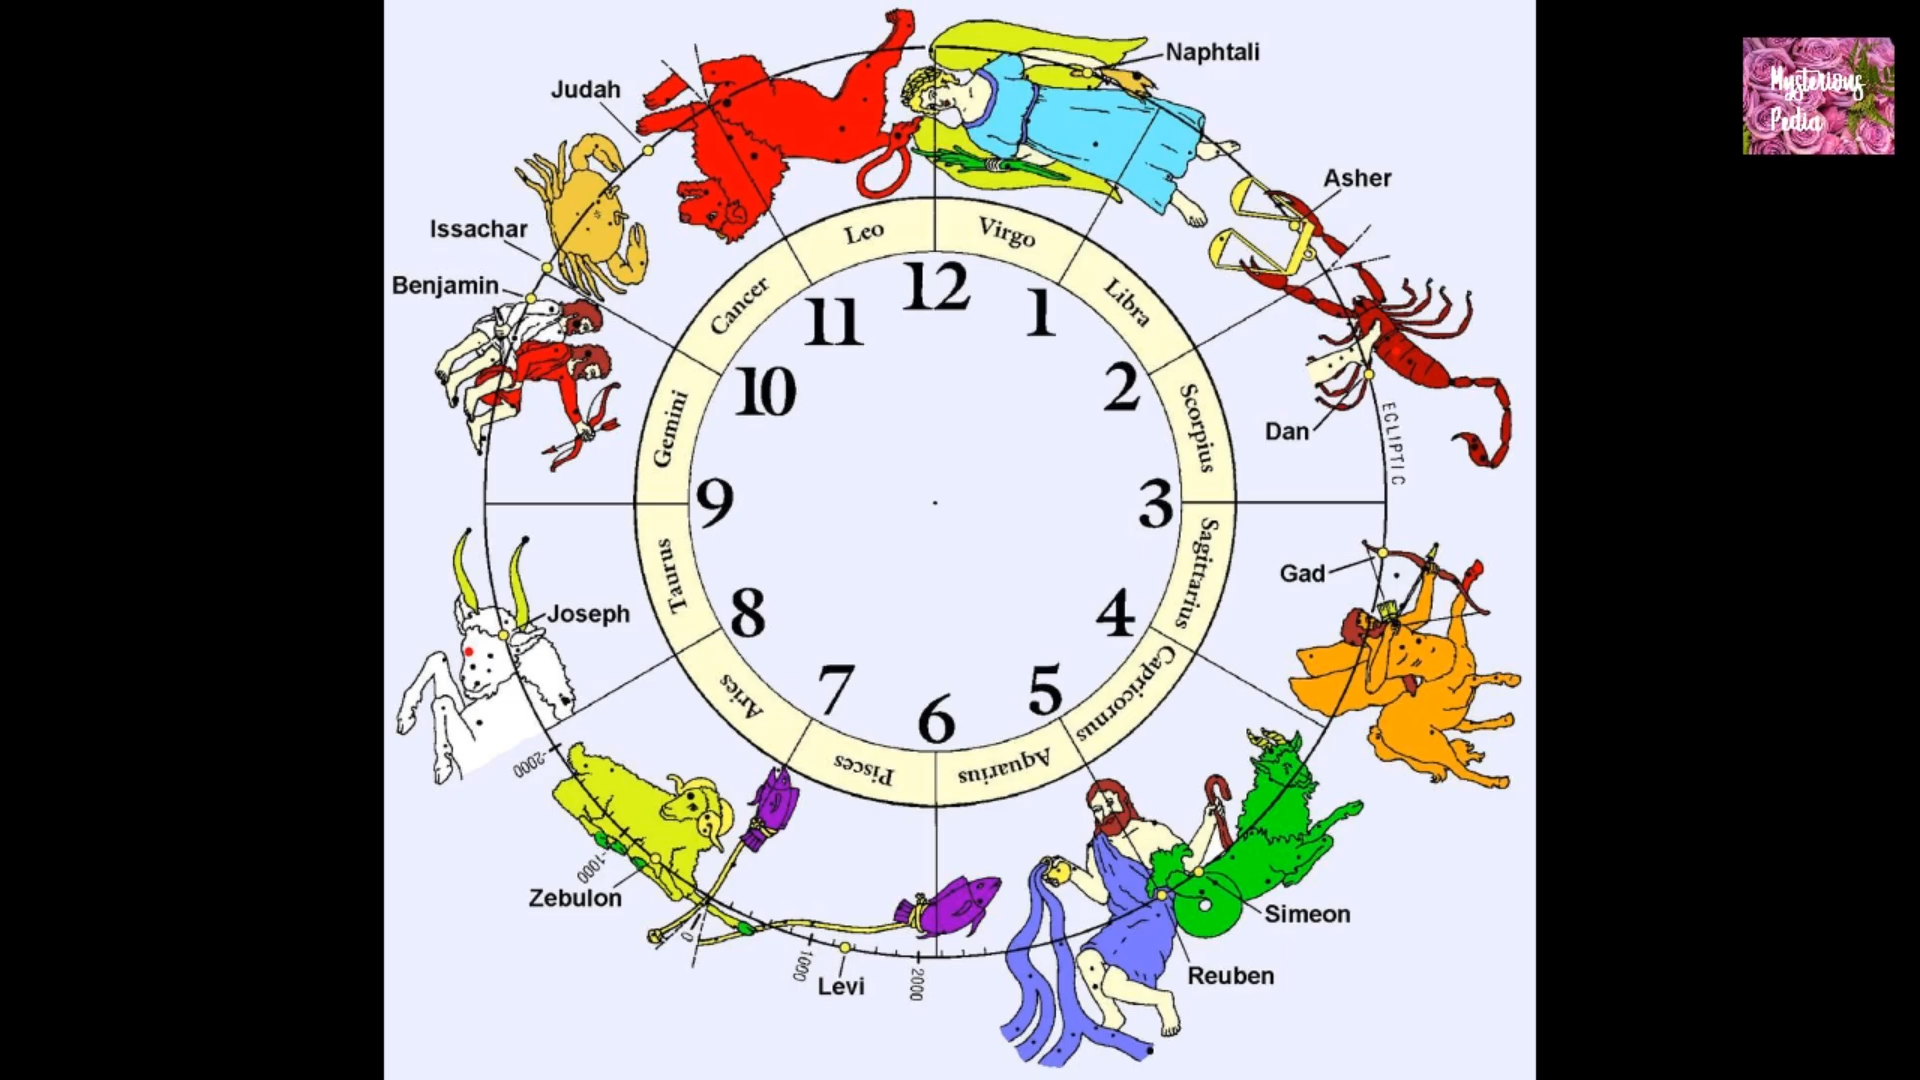 Naphtali
Judah
Asher
Issachar
Benjamin
Leo
Virgo
Cancer
Libra
12
11
1
10
2
Gemini
Scorpius
Dan
ECLIPTIC
9
3
Gad
Joseph
Taurus
Sagittarius
8
4
7
5
6
Aries
Capricornus
Pisces
Aquarius
-2000
-1000
0
1000
2000
Zebulon
Levi
Simeon
Reuben
Mysterious
Pedia